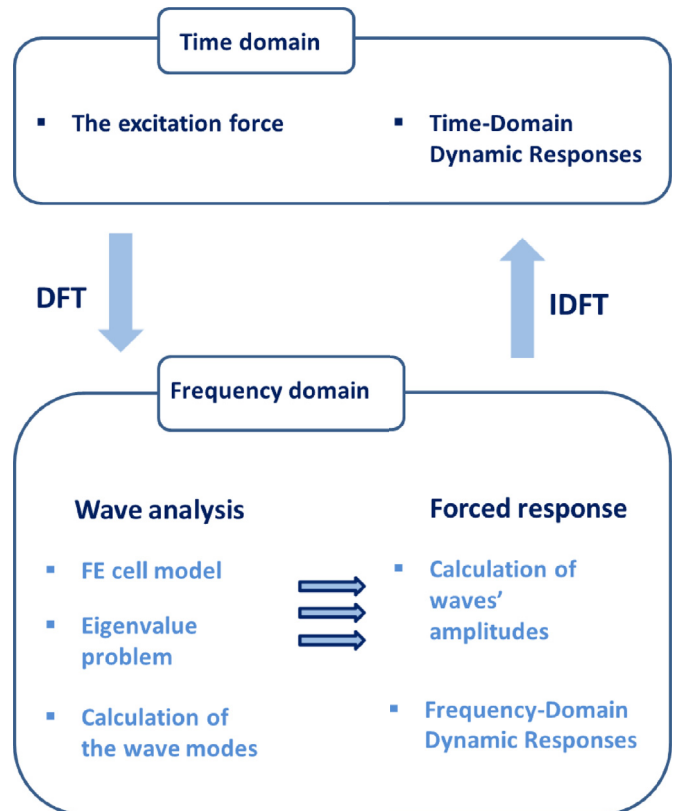 Time domain
▪ The excitation force
▪ Time-Domain
Dynamic Responses
DFT
IDFT
Frequency domain
Wave analysis
▪ FE cell model
▪ Eigenvalue
problem
▪ Calculation of
the wave modes
Forced response
▪ Calculation of
waves’
amplitudes
▪ Frequency-Domain
Dynamic Responses